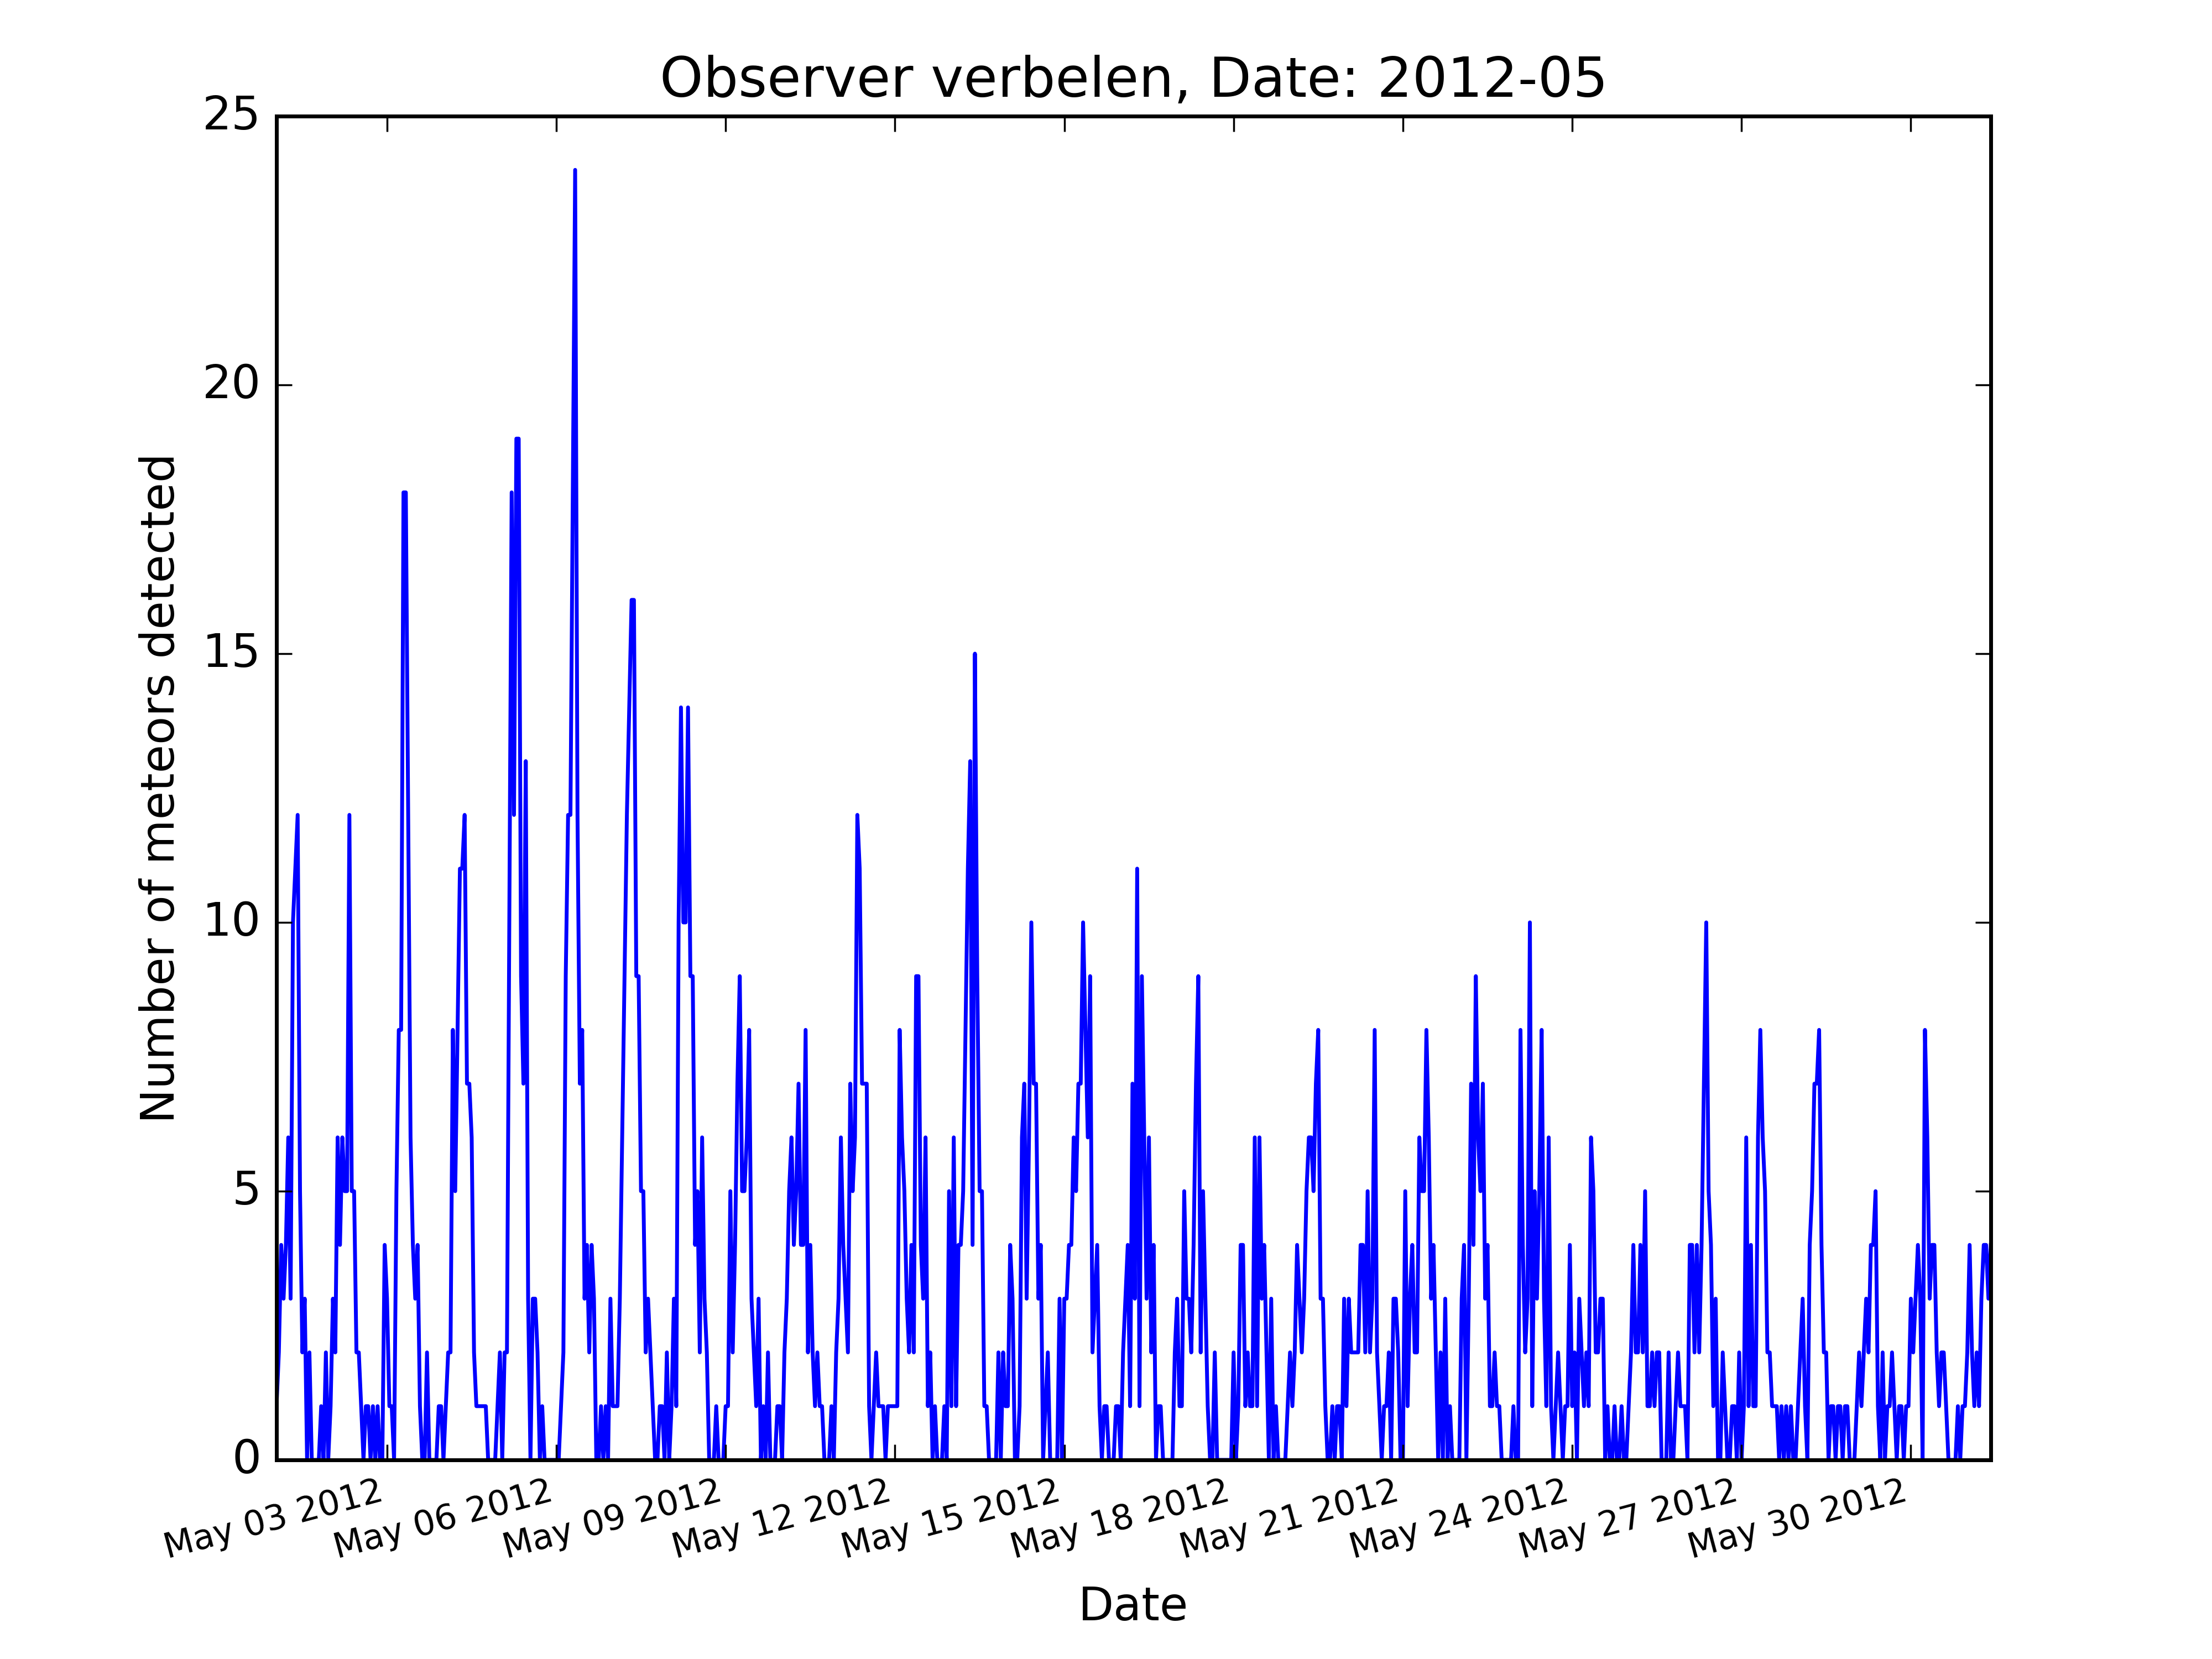 Observer verbelen, Date: 2012-05
Number of meteors detected
25
20
15
10
5
0
May 03 2012
May 06 2012
May 09 2012
May 12 2012
May 15 2012
May 18 2012
May 21 2012
May 24 2012
May 27 2012
May 30 2012
Date